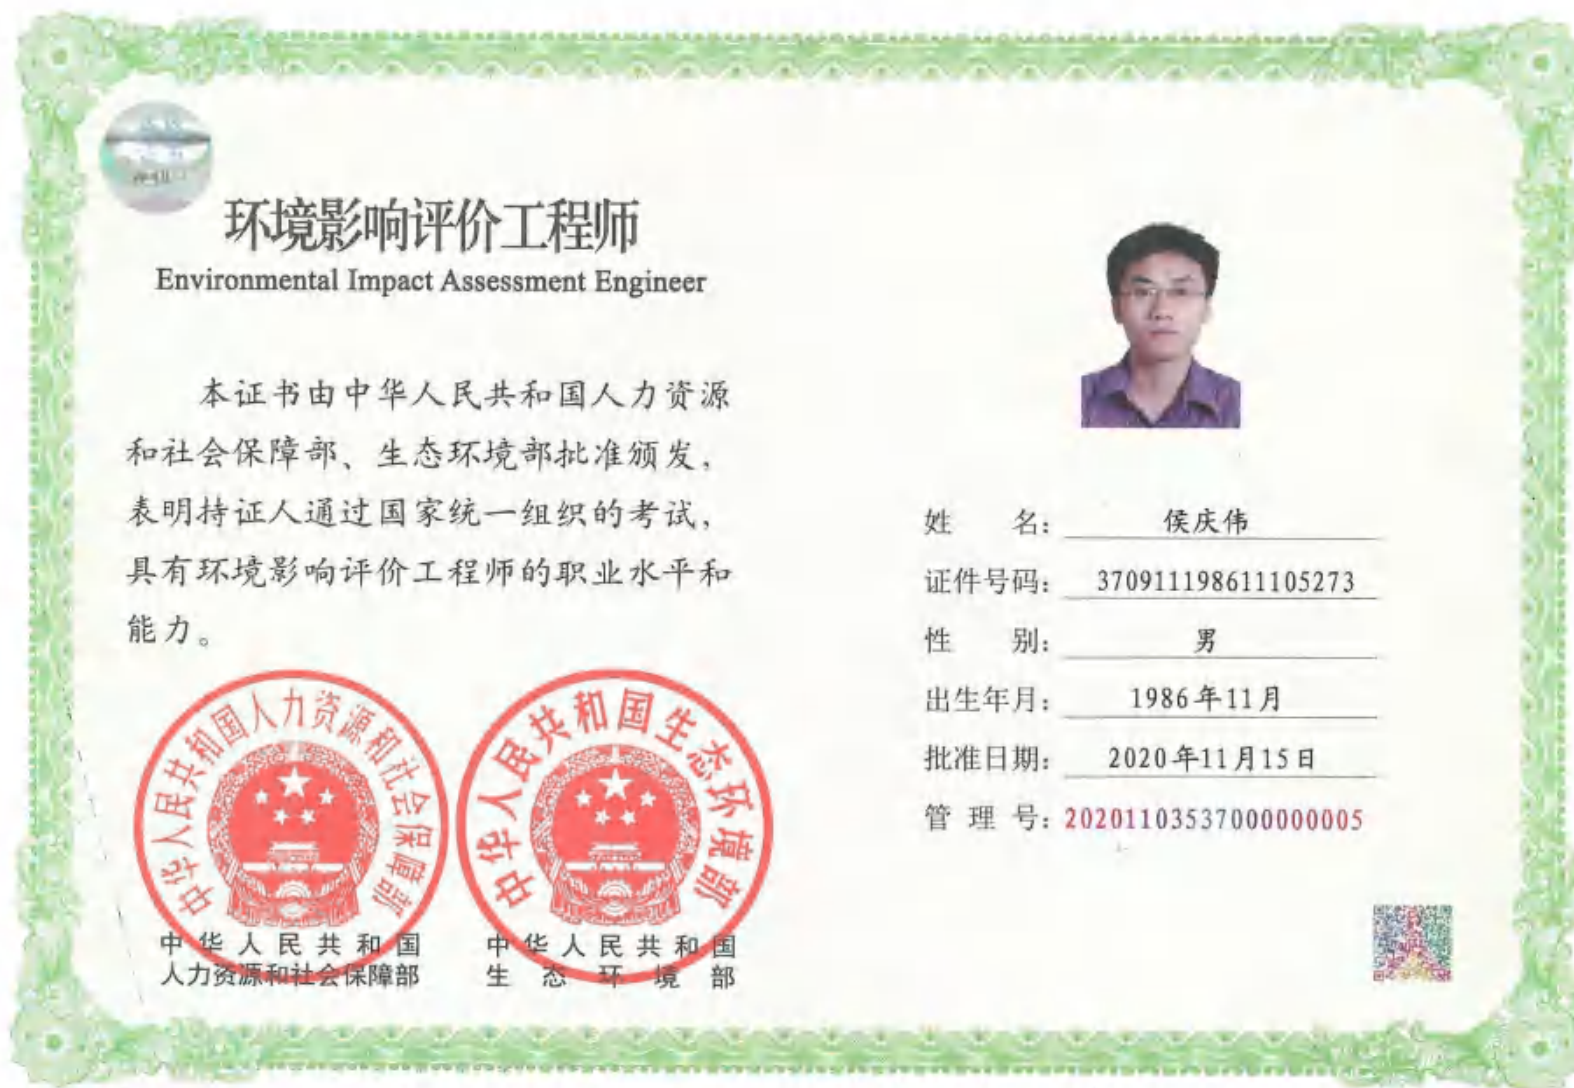 环境影响评价工程师
Environmental Impact Assessment Engineer
本证书由中华人民共和国人力资源
和社会保障部、生态环境部批准颁发，
表明持证人通过国家统一组织的考试，
具有环境影响评价工程师的职业水平和
能力。
中华人民共和国人力资源和社会保障部
中华人民共和国
人力资源和社会保障部
中华人民共和国生态环境部
中华人民共和国
生态环境部
姓名：侯庆伟
证件号码：370911198611105273
性别：男
出生年月：1986年11月
批准日期：2020年11月15日
管理号：20201103537000000005